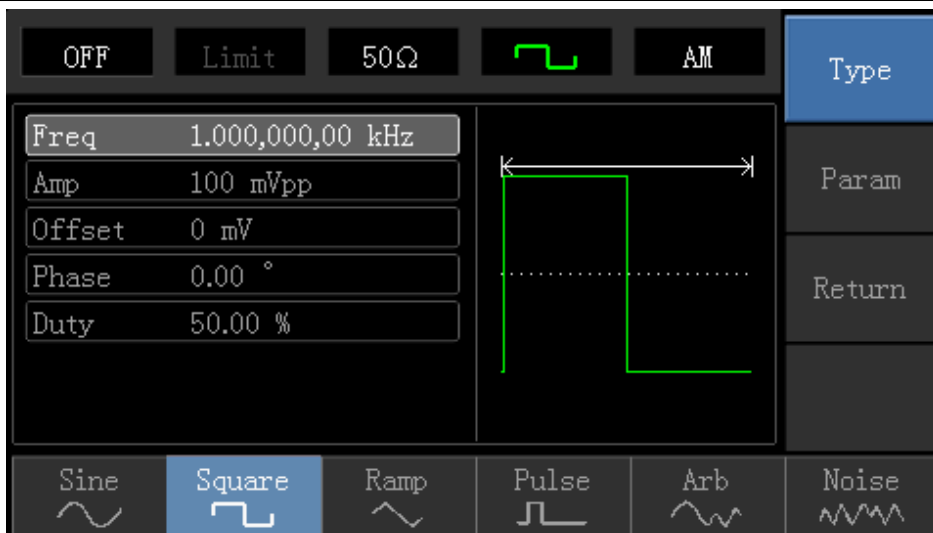 OFF Limit 50Ω AM Type
Freq 1.000,000,00 kHz
Amp 100 mVpp
Offset 0 mV
Phase 0.00 °
Duty 50.00 %
Param
Return
Sine Square Ramp Pulse Arb Noise